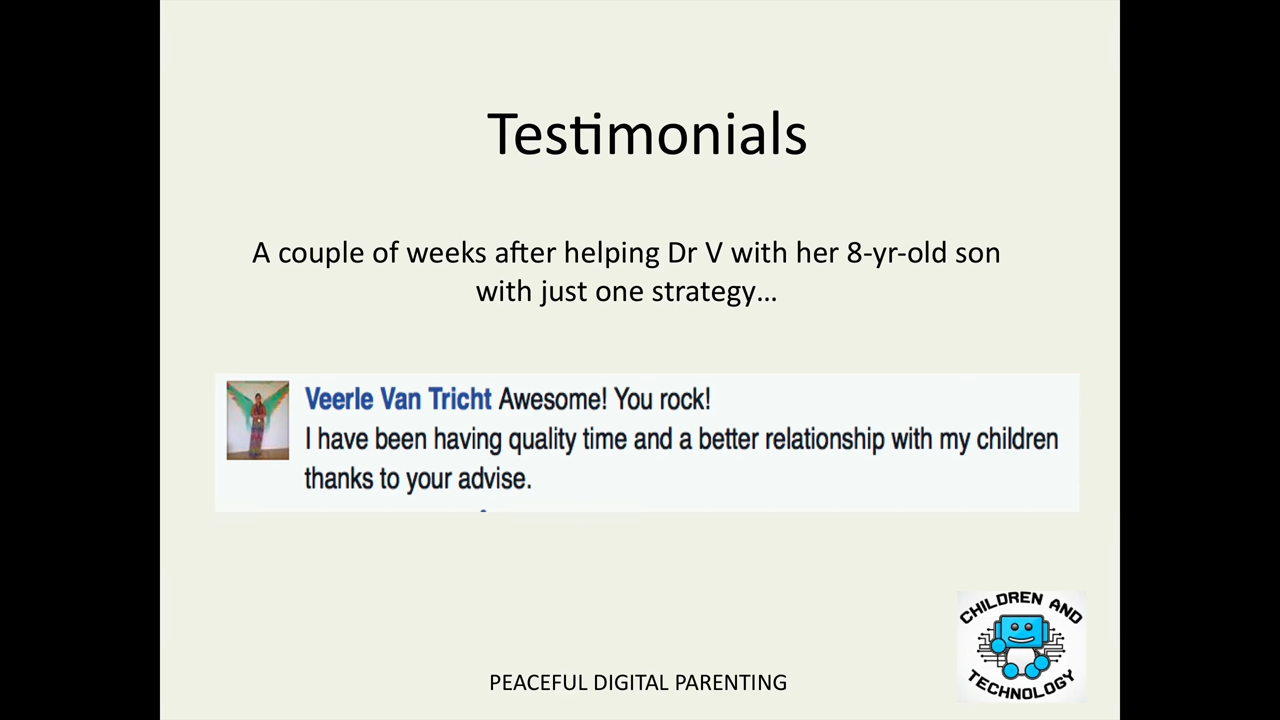 Testimonials
A couple of weeks after helping Dr V with her 8-yr-old son
with just one strategy…
Veerle Van Tricht Awesome! You rock!
I have been having quality time and a better relationship with my children
thanks to your advise.
CHILDREN AND
TECHNOLOGY
PEACEFUL DIGITAL PARENTING